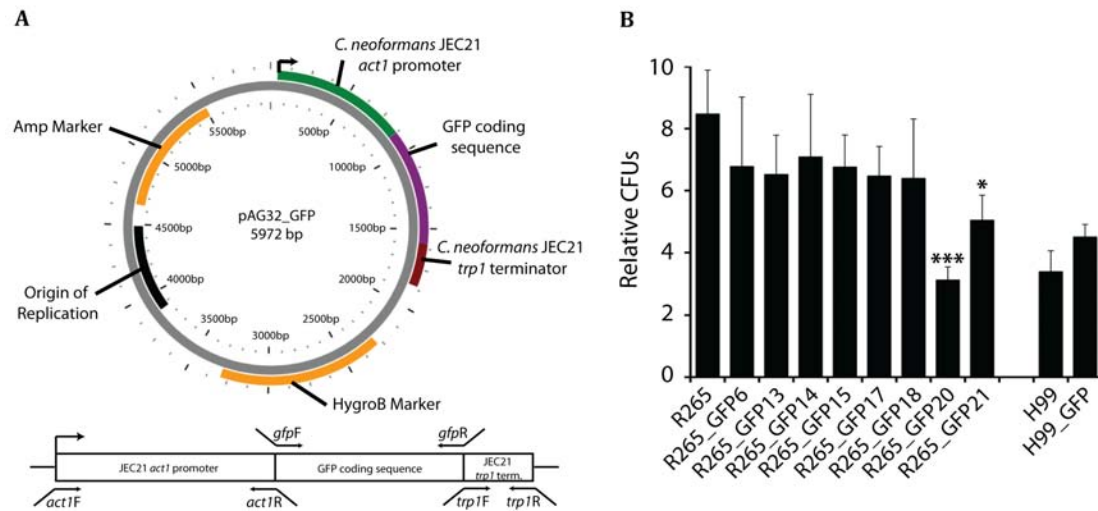 A
C. neoformans JEC21
act1 promoter
GFP coding
sequence
C. neoformans JEC21
trp1 terminator
HygroB Marker
Origin of
Replication
Amp Marker
pAG32_GFP
5972 bp
500bp
1000bp
1500bp
2000bp
2500bp
3000bp
3500bp
4000bp
4500bp
5000bp
5500bp
gfpF
gfpR
JEC21 act1 promoter
GFP coding sequence
JEC21
trp1 term.
act1F
act1R
trp1F
trp1R
B
Relative CFUs
10
8
6
4
2
0
***
*
R265
R265_GFP6
R265_GFP13
R265_GFP14
R265_GFP15
R265_GFP17
R265_GFP18
R265_GFP20
R265_GFP21
H99
H99_GFP